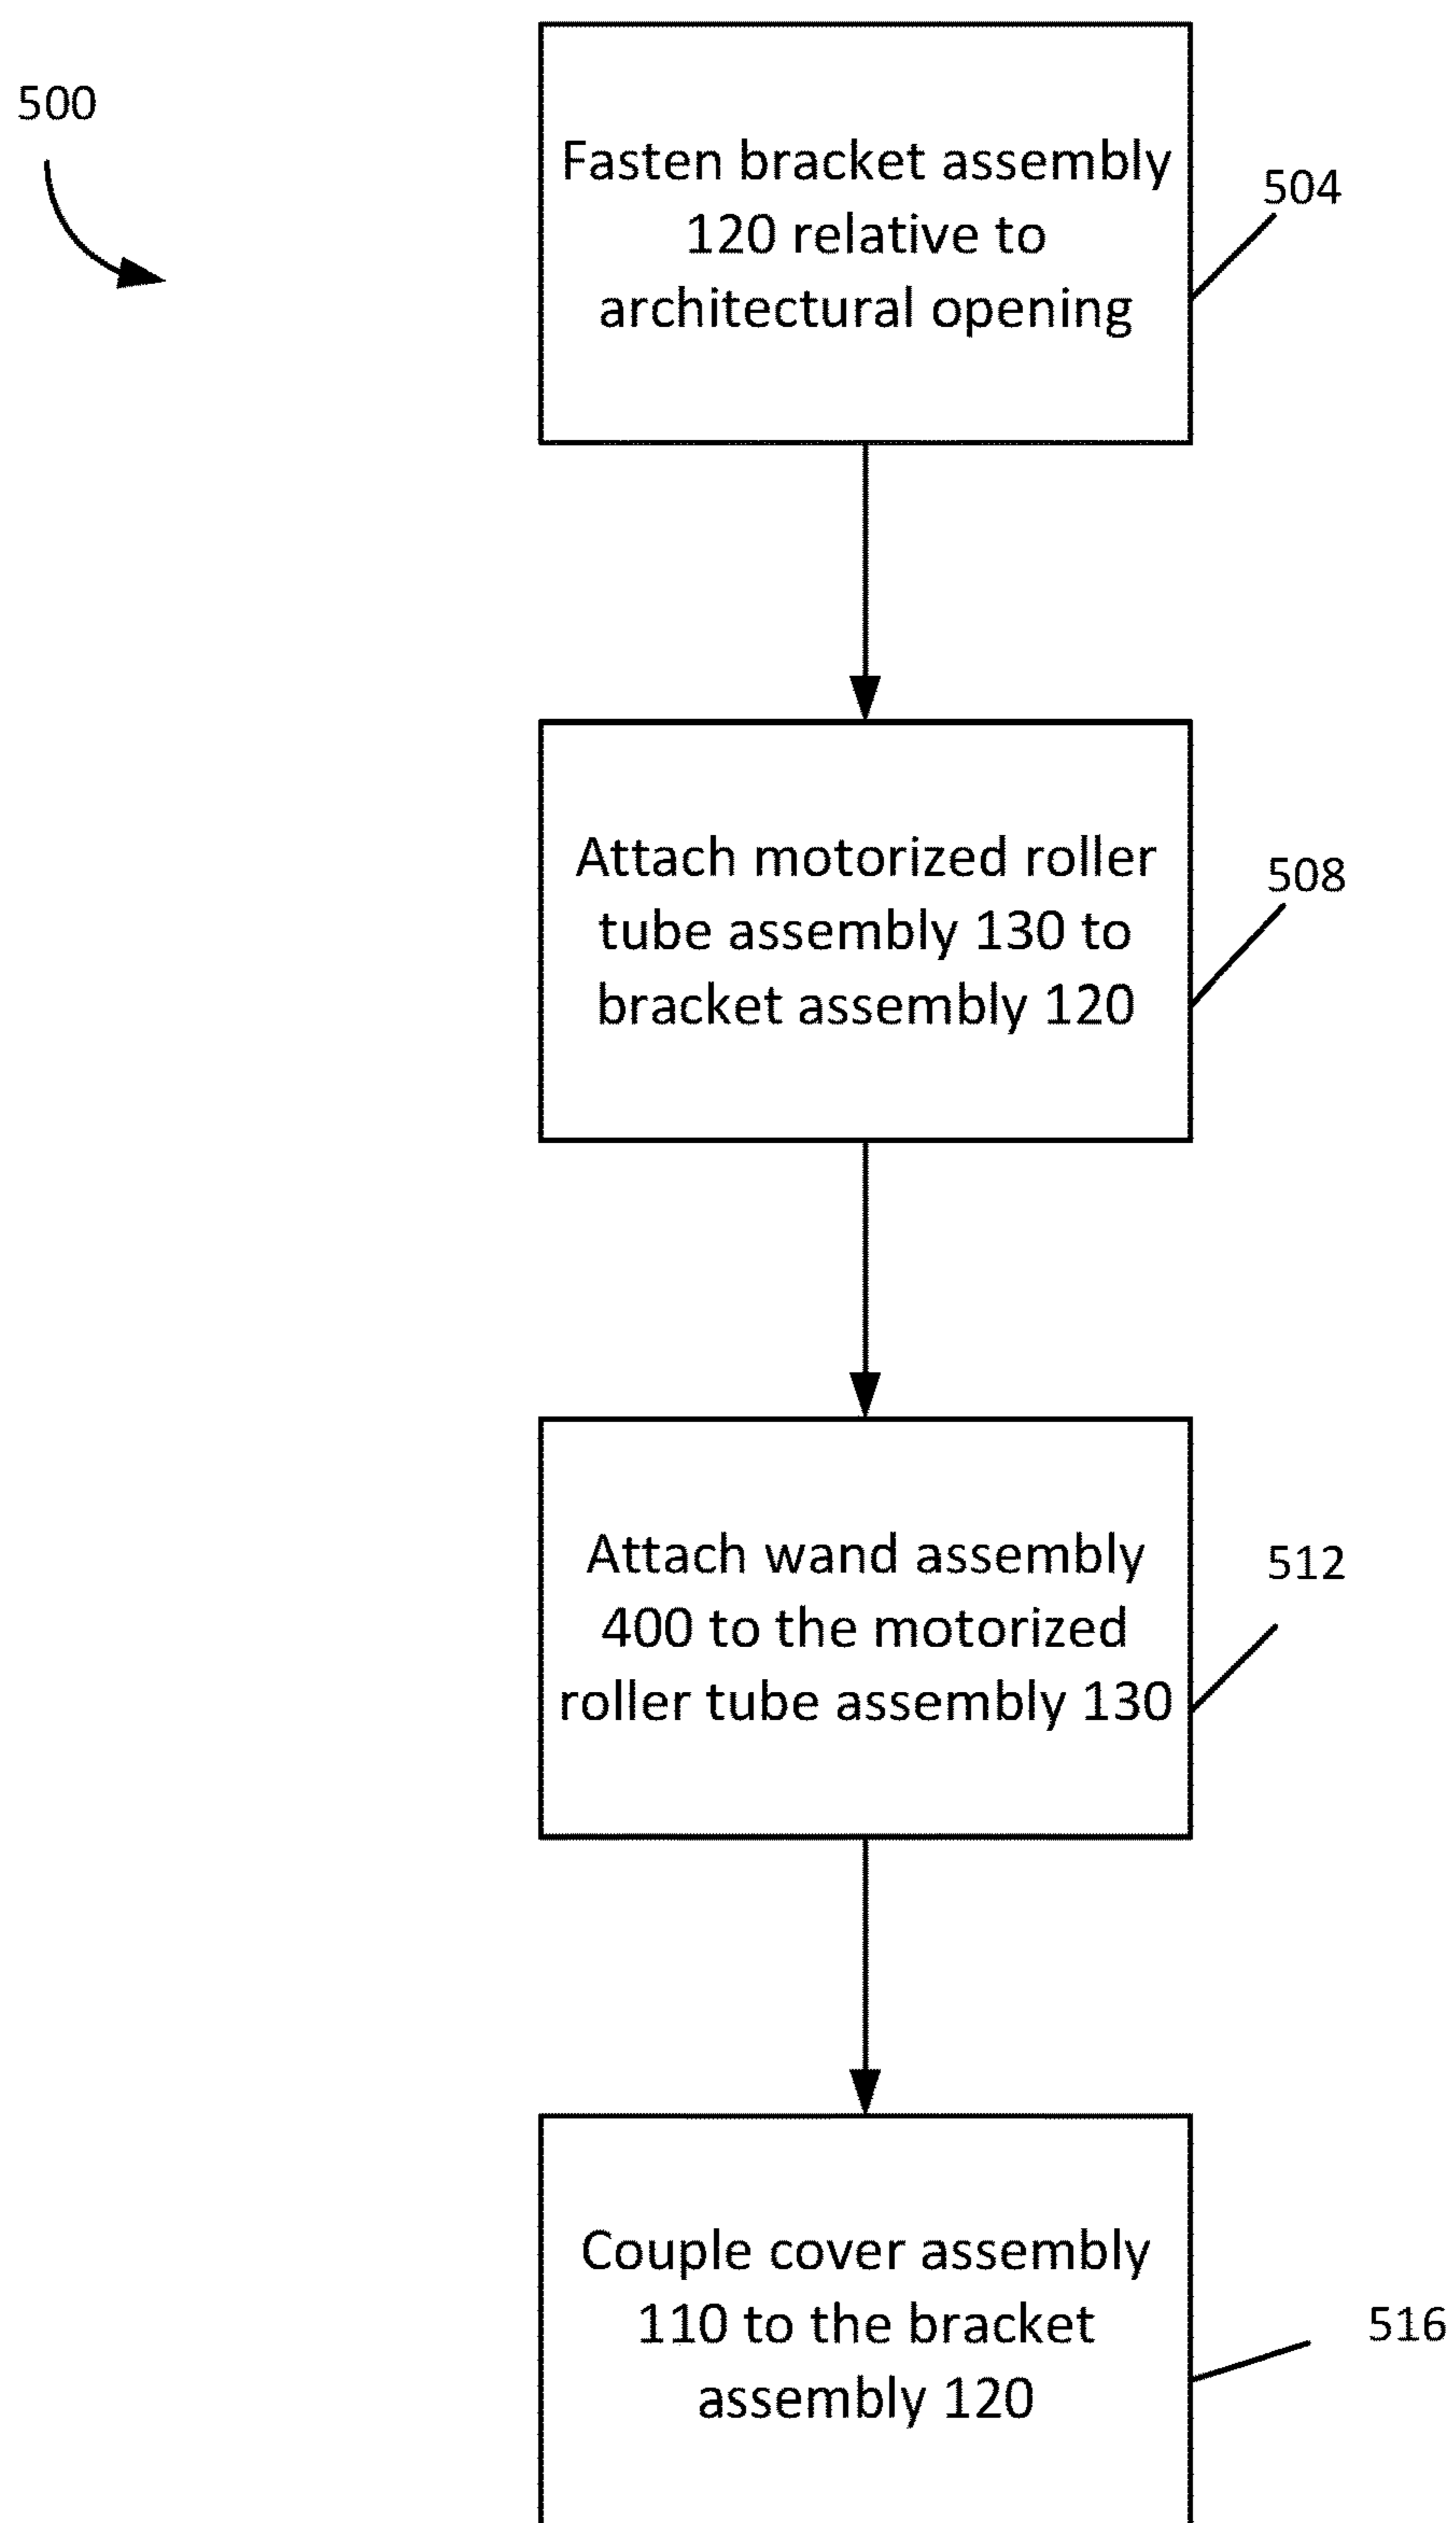 500
Fasten bracket assembly
120 relative to
architectural opening
504
Attach motorized roller
tube assembly 130 to
bracket assembly 120
508
Attach wand assembly
400 to the motorized
roller tube assembly 130
512
Couple cover assembly
110 to the bracket
assembly 120
516